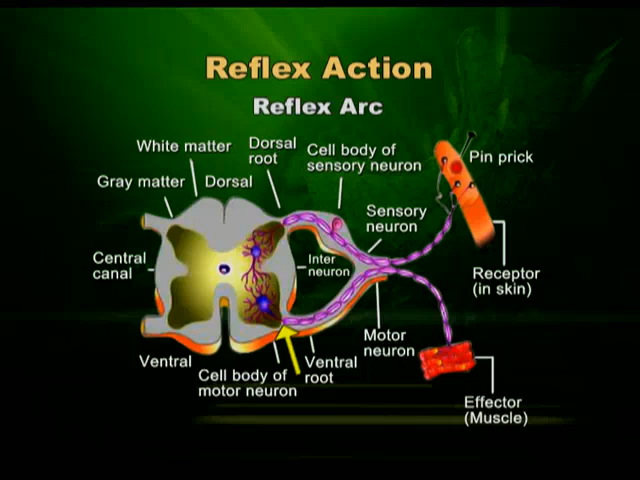 Reflex Action
Reflex Arc
White matter
Dorsal
root
Cell body of
sensory neuron
Pin prick
Gray matter
Dorsal
Sensory
neuron
Central
canal
Inter
neuron
Receptor
(in skin)
Motor
neuron
Ventral
Cell body of
motor neuron
Ventral
root
Effector
(Muscle)